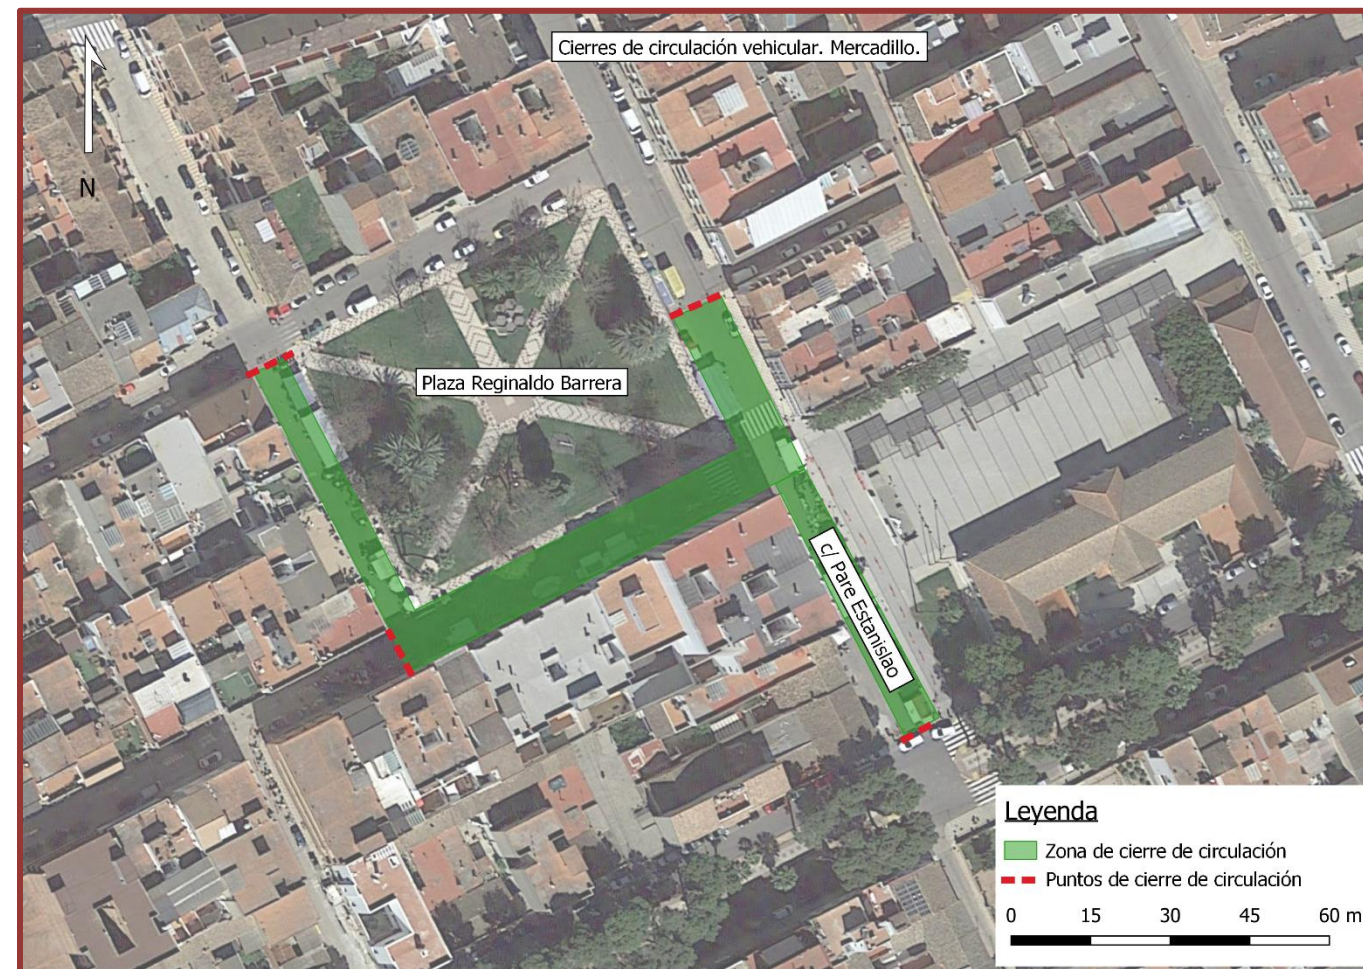 Cierres de circulación vehicular. Mercadillo.
N
Plaza Reginaldo Barrera
c/ Pare Estanislao
Leyenda
Zona de cierre de circulación
Puntos de cierre de circulación
0 15 30 45 60 m